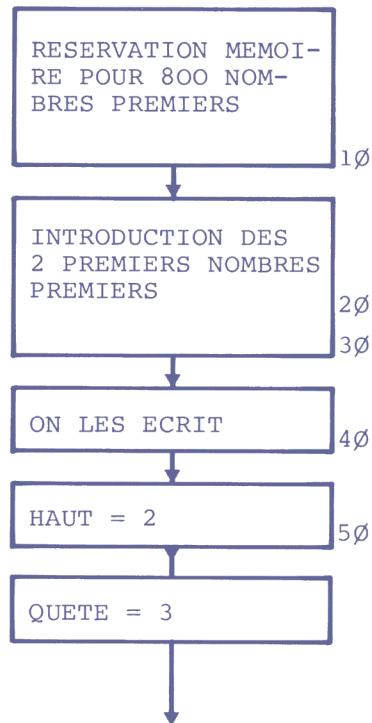 RESERVATION MEMOI-
RE POUR 800 NOM-
BRES PREMIERS
1Ø
INTRODUCTION DES
2 PREMIERS NOMBRES
PREMIERS
2Ø
3Ø
ON LES ECRIT
4Ø
HAUT = 2
5Ø
QUETE = 3